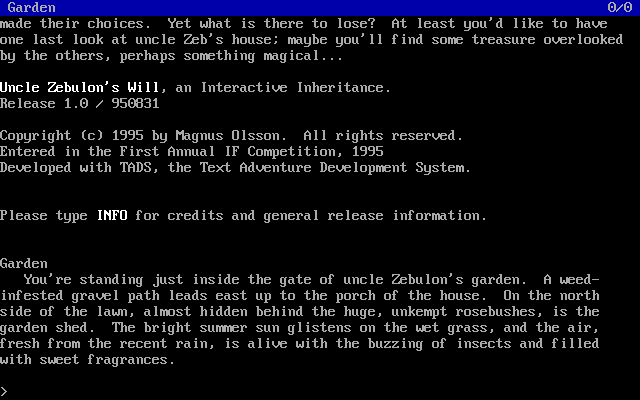 Garden 0/0
made their choices.  Yet what is there to lose?  At least you'd like to have
one last look at uncle Zeb's house; maybe you'll find some treasure overlooked
by the others, perhaps something magical...
Uncle Zebulon's Will, an Interactive Inheritance.
Release 1.0 / 950831
Copyright (c) 1995 by Magnus Olsson.  All rights reserved.
Entered in the First Annual IF Competition, 1995
Developed with TADS, the Text Adventure Development System.
Please type INFO for credits and general release information.
Garden
You're standing just inside the gate of uncle Zebulon's garden.  A weed-
infested gravel path leads east up to the porch of the house.  On the north
side of the lawn, almost hidden behind the huge, unkempt rosebushes, is the
garden shed.  The bright summer sun glistens on the wet grass, and the air,
fresh from the recent rain, is alive with the buzzing of insects and filled
with sweet fragrances.
>